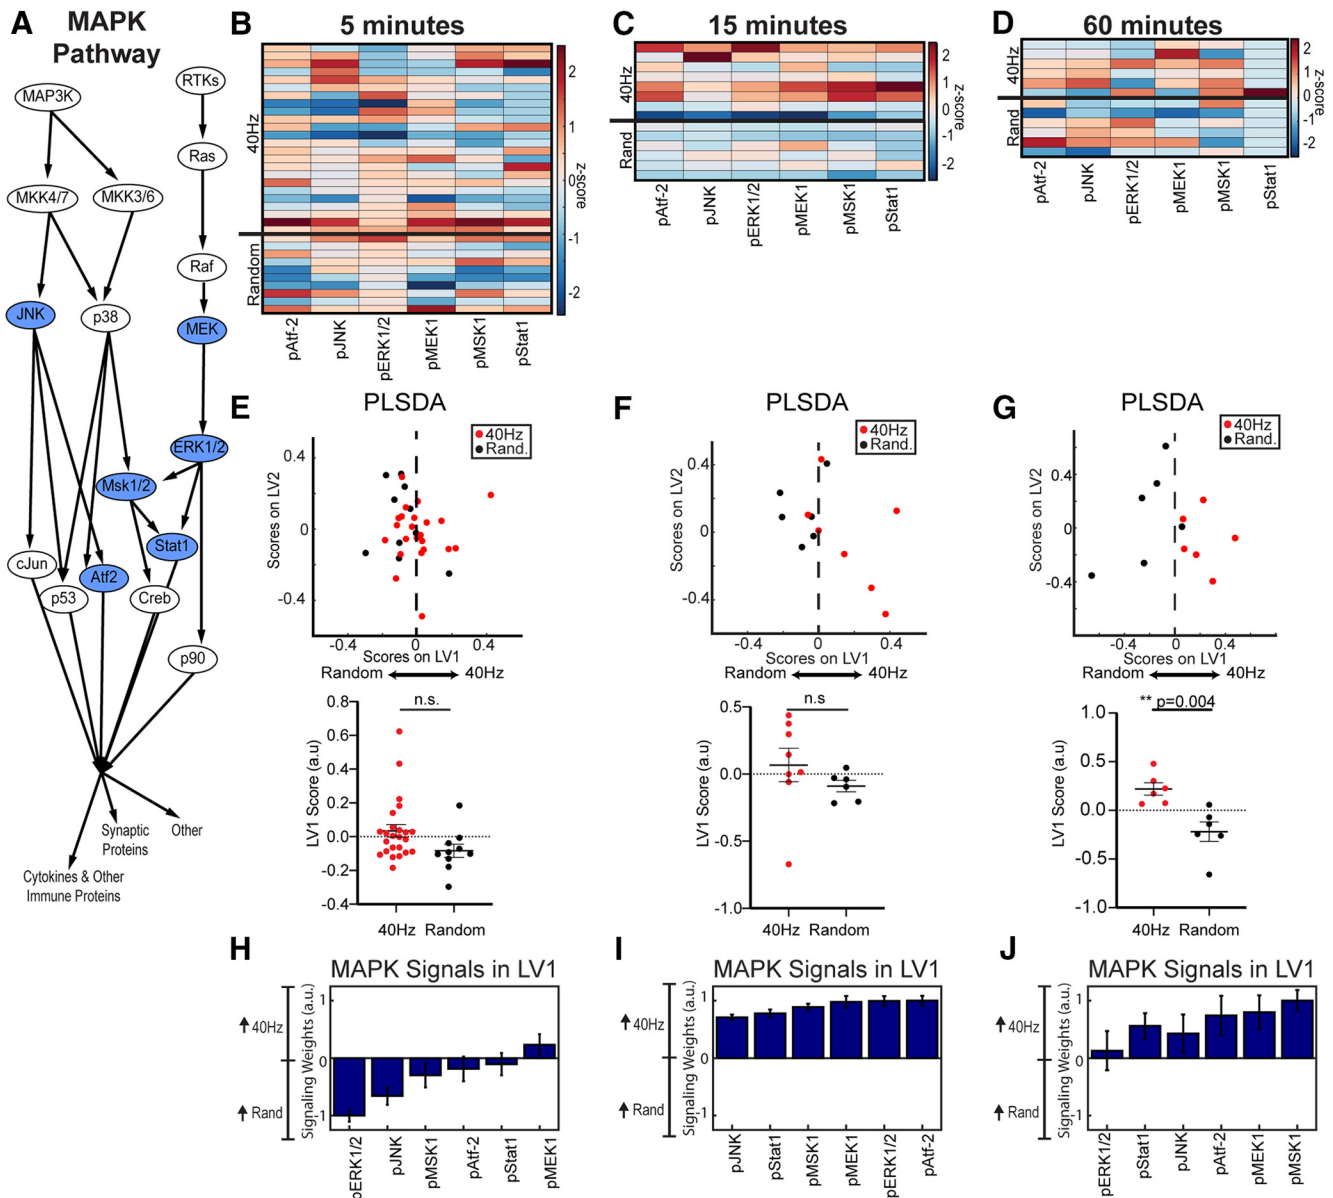 A
MAPK
Pathway
MAP3K
RTKs
Ras
MKK4/7
MKK3/6
Raf
JNK
p38
MEK
ERK1/2
Msk1/2
Stat1
cJun
Atf2
p53
Creb
p90
Synaptic
Proteins
Other
Cytokines & Other
Immune Proteins
B
5 minutes
40Hz
Random
pAtf-2
pJNK
pERK1/2
pMEK1
pMSK1
pStat1
2
1
0
-1
-2
z-score
C
15 minutes
40Hz
Rand
pAtf-2
pJNK
pERK1/2
pMEK1
pMSK1
pStat1
2
1
0
-1
-2
z-score
D
60 minutes
40Hz
Rand
pAtf-2
pJNK
pERK1/2
pMEK1
pMSK1
pStat1
2
1
0
-1
-2
z-score
E
PLSDA
40Hz
Rand.
Scores on LV2
0.4
0
-0.4
-0.4
0
0.4
Scores on LV1
Random
40Hz
n.s.
LV1 Score (a.u)
0.8
0.6
0.4
0.2
0.0
-0.2
-0.4
40Hz Random
F
PLSDA
40Hz
Rand.
Scores on LV2
0.4
0
-0.4
-0.4
0
0.4
Scores on LV1
Random
40Hz
n.s
LV1 Score (a.u)
0.5
0.0
-0.5
-1.0
40Hz Random
G
PLSDA
40Hz
Rand.
Scores on LV2
0.4
0
-0.4
-0.4
0
0.4
Scores on LV1
Random
40Hz
** p=0.004
LV1 Score (a.u)
1.0
0.5
0.0
-0.5
-1.0
40Hz Random
H
MAPK Signals in LV1
40Hz
Rand
Signaling Weights (a.u.)
1
0
-1
pERK1/2
pJNK
pMSK1
pAtf-2
pStat1
pMEK1
I
MAPK Signals in LV1
40Hz
Rand
Signaling Weights (a.u.)
1
0
-1
pJNK
pStat1
pMSK1
pMEK1
pERK1/2
pAtf-2
J
MAPK Signals in LV1
40Hz
Rand
Signaling Weights (a.u.)
1
0
-1
pERK1/2
pStat1
pJNK
pAtf-2
pMEK1
pMSK1